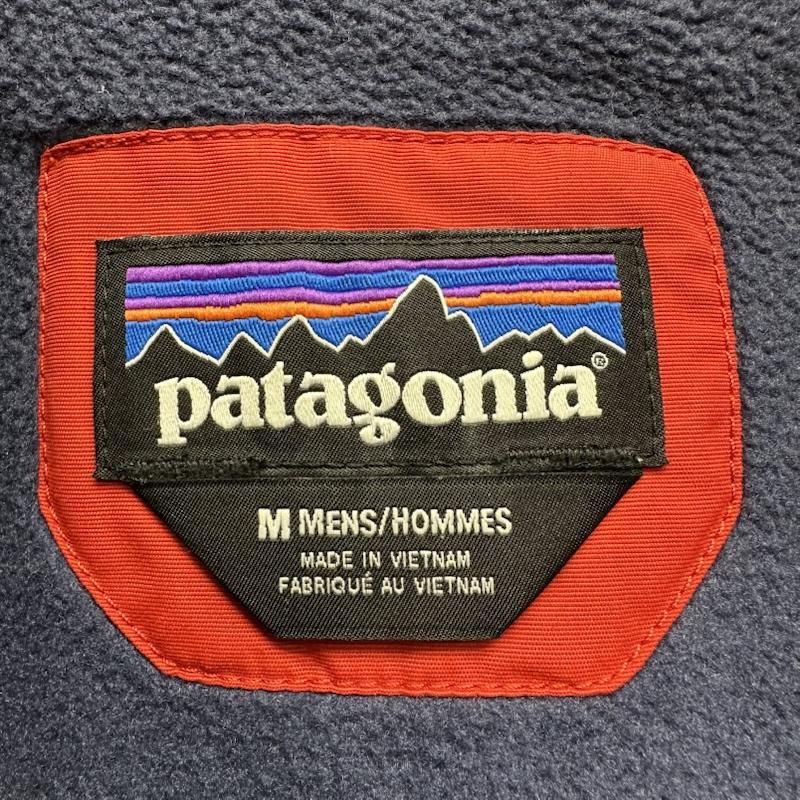 patagonia®
M MENS/HOMMES
MADE IN VIETNAM
FABRIQUÉ AU VIETNAM